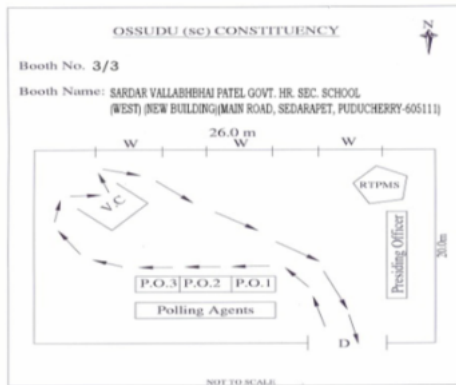 OSSUDU (SC) CONSTITUENCY
N
Booth No. 3/3
Booth Name: SARDAR VALLABHBHAI PATEL GOVT. HR. SEC. SCHOOL
(WEST) (NEW BUILDING)(MAIN ROAD, SEDARAPET, PUDUCHERRY-605111)
26.0 m
W W W
RTPMS
V.C
Presiding Officer
20.0m
P.O.3 P.O.2 P.O.1
Polling Agents
D
NOT TO SCALE